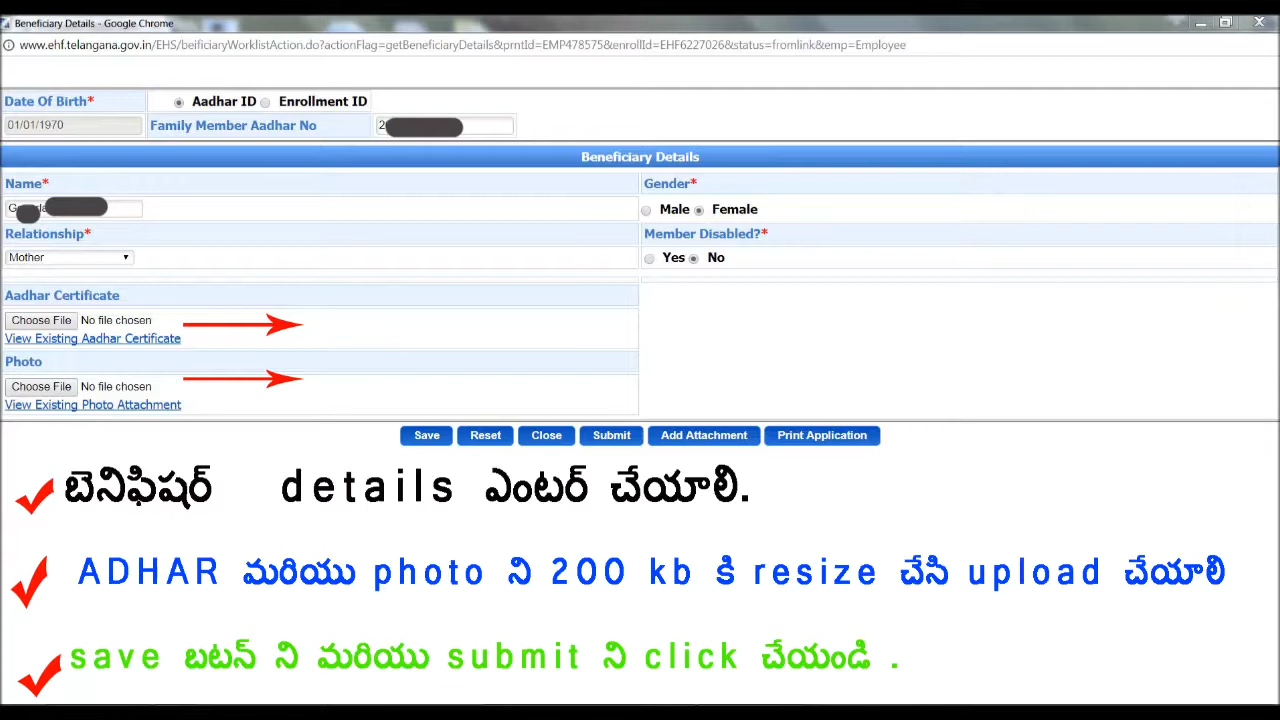 Beneficiary Details - Google Chrome
www.ehf.telangana.gov.in/EHS/beificiaryWorklistAction.do?actionFlag=getBeneficiaryDetails&prntId=EMP478575&enrollId=EHF6227026&status=fromlink&emp=Employee
Date Of Birth* Aadhar ID Enrollment ID
01/01/1970 Family Member Aadhar No 2
Beneficiary Details
Name* Gender*
Male Female
Relationship* Member Disabled?*
Mother Yes No
Aadhar Certificate
Choose File No file chosen
View Existing Aadhar Certificate
Photo
Choose File No file chosen
View Existing Photo Attachment
Save Reset Close Submit Add Attachment Print Application
బెనిఫిషర్ details ఎంటర్ చేయాలి.
ADHAR మరియు photo ని 200 kb కి resize చేసి upload చేయాలి
save బటన్ ని మరియు submit ని click చేయండి .